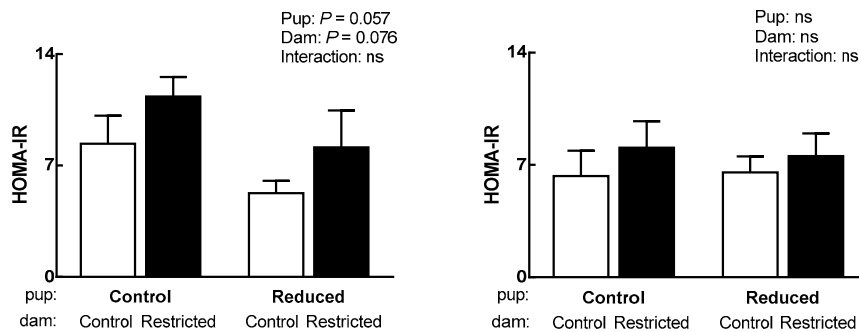 Pup: P = 0.057
Dam: P = 0.076
Interaction: ns
14
7
0
HOMA-IR
pup: Control Reduced
dam: Control Restricted Control Restricted
Pup: ns
Dam: ns
Interaction: ns
14
7
0
HOMA-IR
pup: Control Reduced
dam: Control Restricted Control Restricted